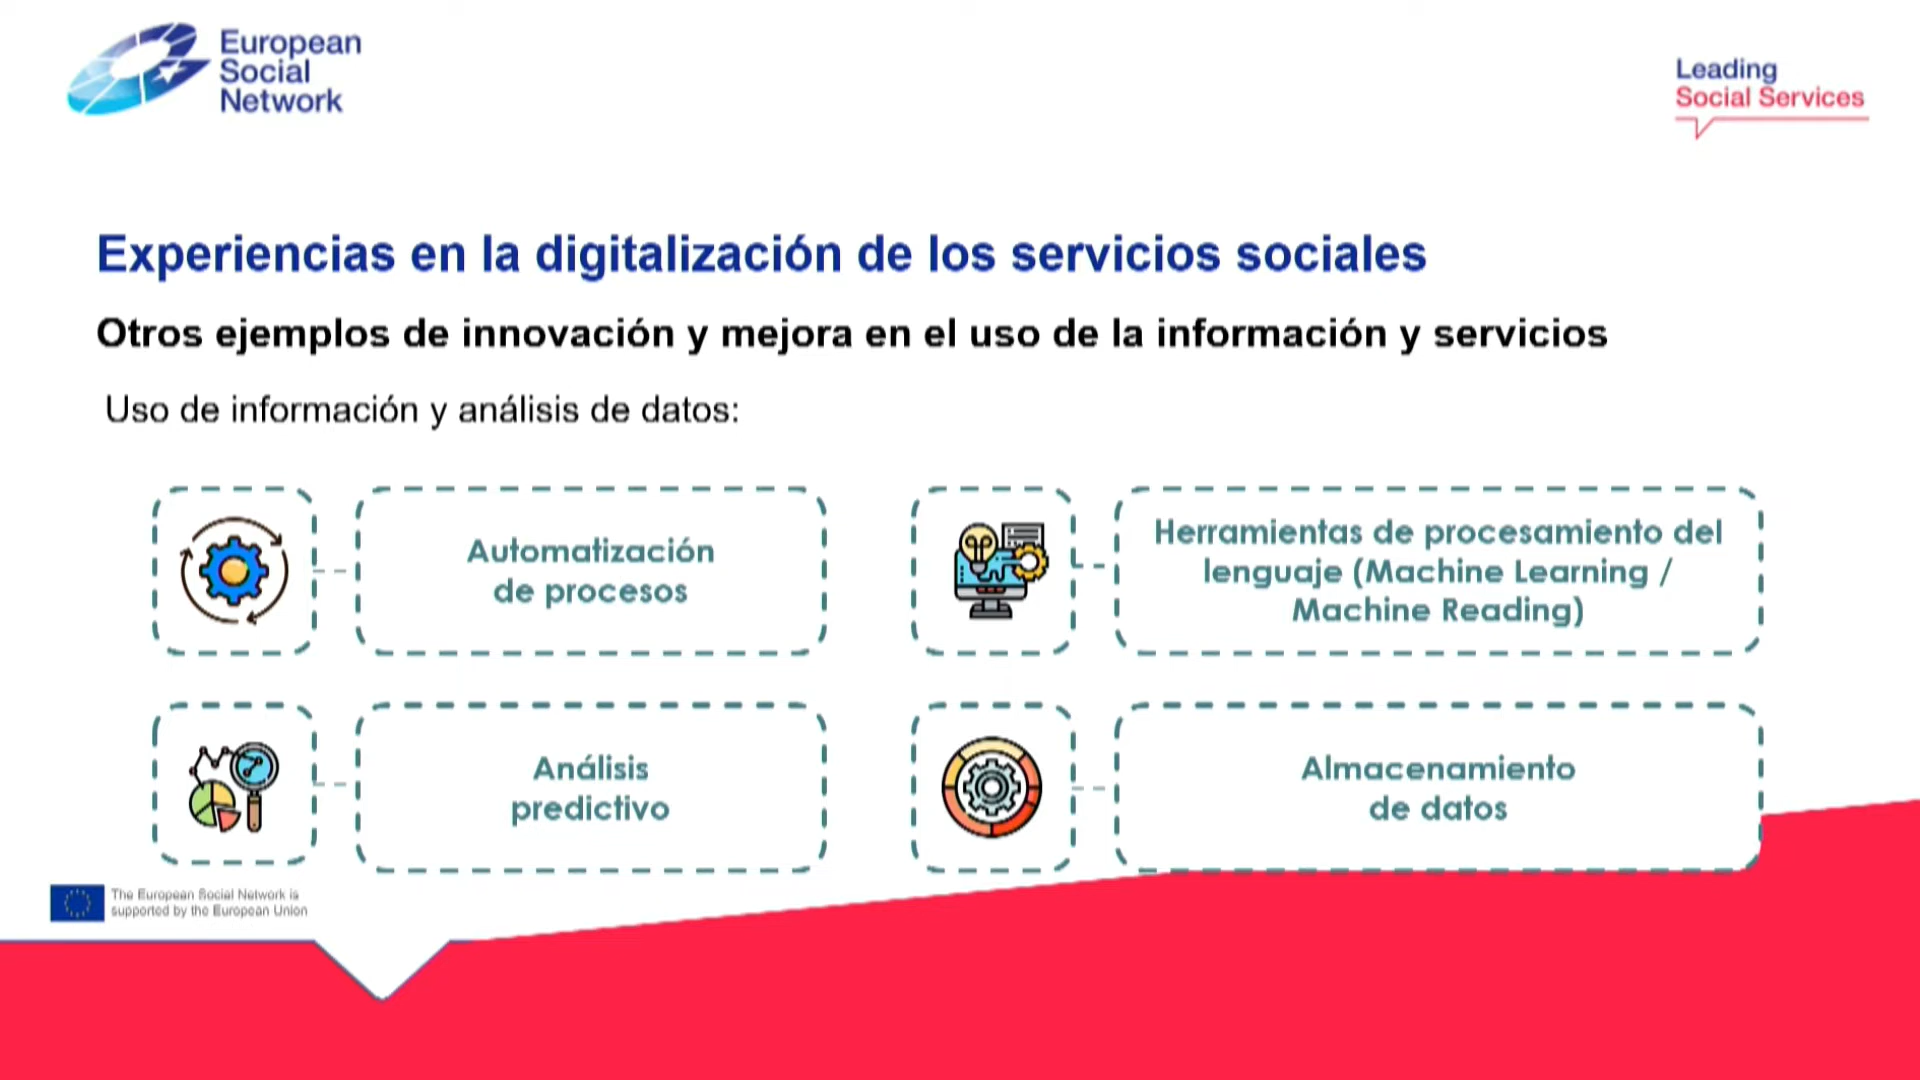 European
Social
Network
Leading
Social Services
Experiencias en la digitalización de los servicios sociales
Otros ejemplos de innovación y mejora en el uso de la información y servicios
Uso de información y análisis de datos:
Automatización
de procesos
Herramientas de procesamiento del
lenguaje (Machine Learning /
Machine Reading)
Análisis
predictivo
Almacenamiento
de datos
The European Social Network is
supported by the European Union